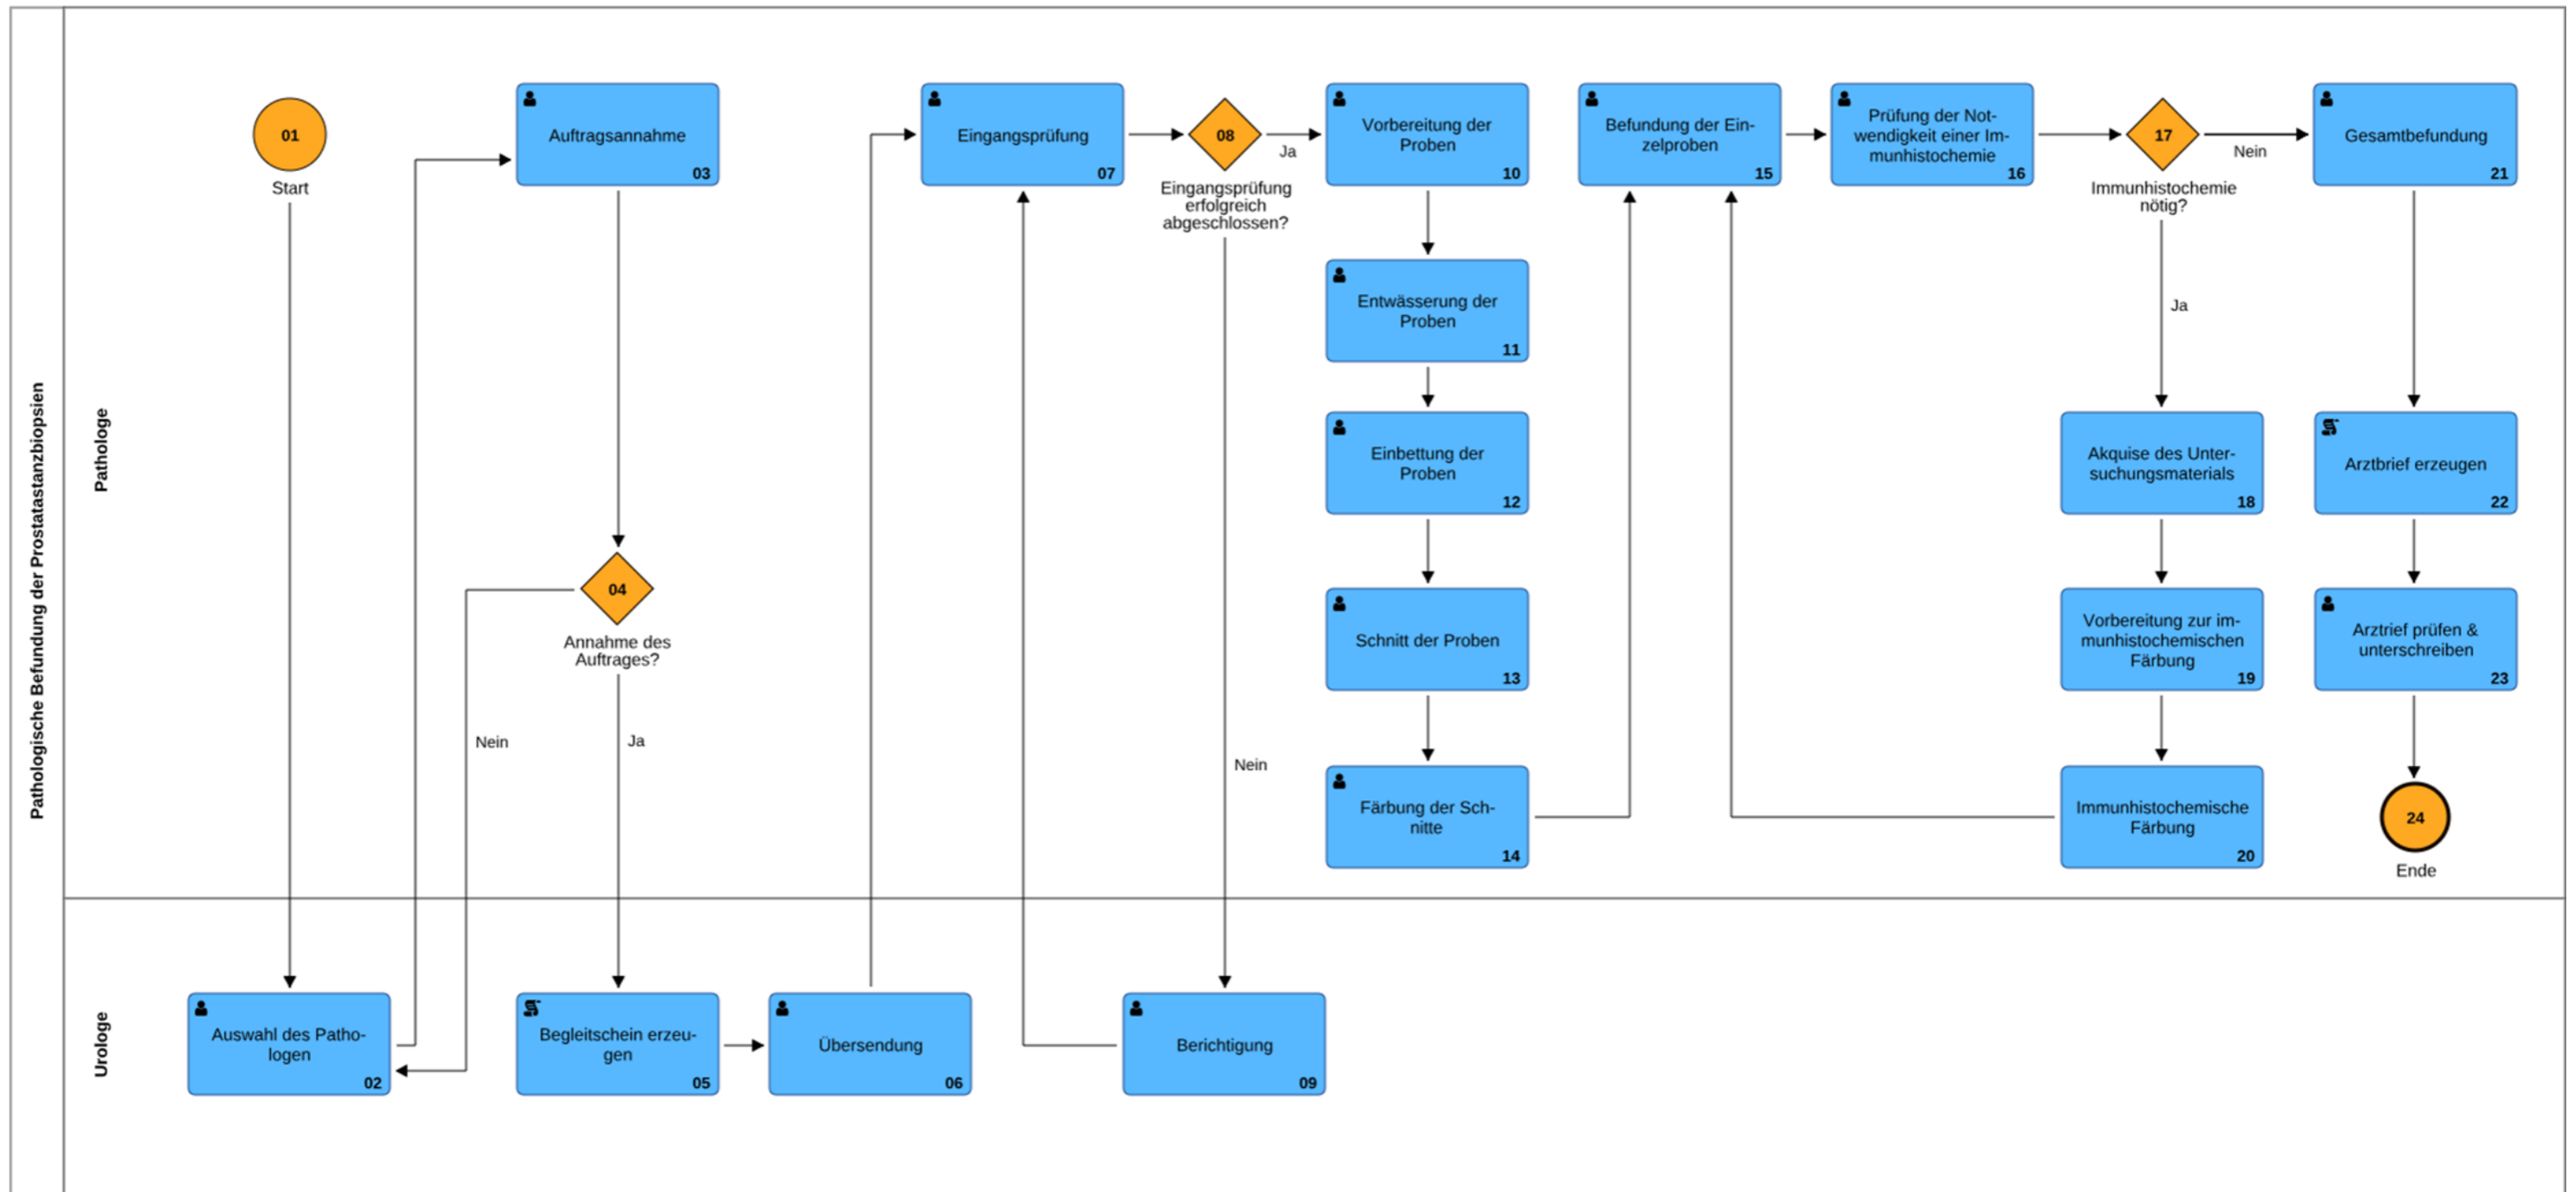 Pathologische Befundung der Prostatastanzbiopsien
Pathologe
01
Start
Auftragsannahme
03
04
Annahme des
Auftrages?
Nein
Ja
Eingangsprüfung
07
08
Eingangsprüfung
erfolgreich
abgeschlossen?
Ja
Nein
Vorbereitung der
Proben
10
Entwässerung der
Proben
11
Einbettung der
Proben
12
Schnitt der Proben
13
Färbung der Sch-
nitte
14
Befundung der Ein-
zelproben
15
Prüfung der Not-
wendigkeit einer Im-
munhistochemie
16
17
Immunhistochemie
nötig?
Nein
Ja
Akquise des Unter-
suchungsmaterials
18
Vorbereitung zur im-
munhistochemischen
Färbung
19
Immunhistochemische
Färbung
20
Gesamtbefundung
21
Arztbrief erzeugen
22
Arztrief prüfen &
unterschreiben
23
24
Ende
Urologe
Auswahl des Patho-
logen
02
Begleitschein erzeu-
gen
05
Übersendung
06
Berichtigung
09